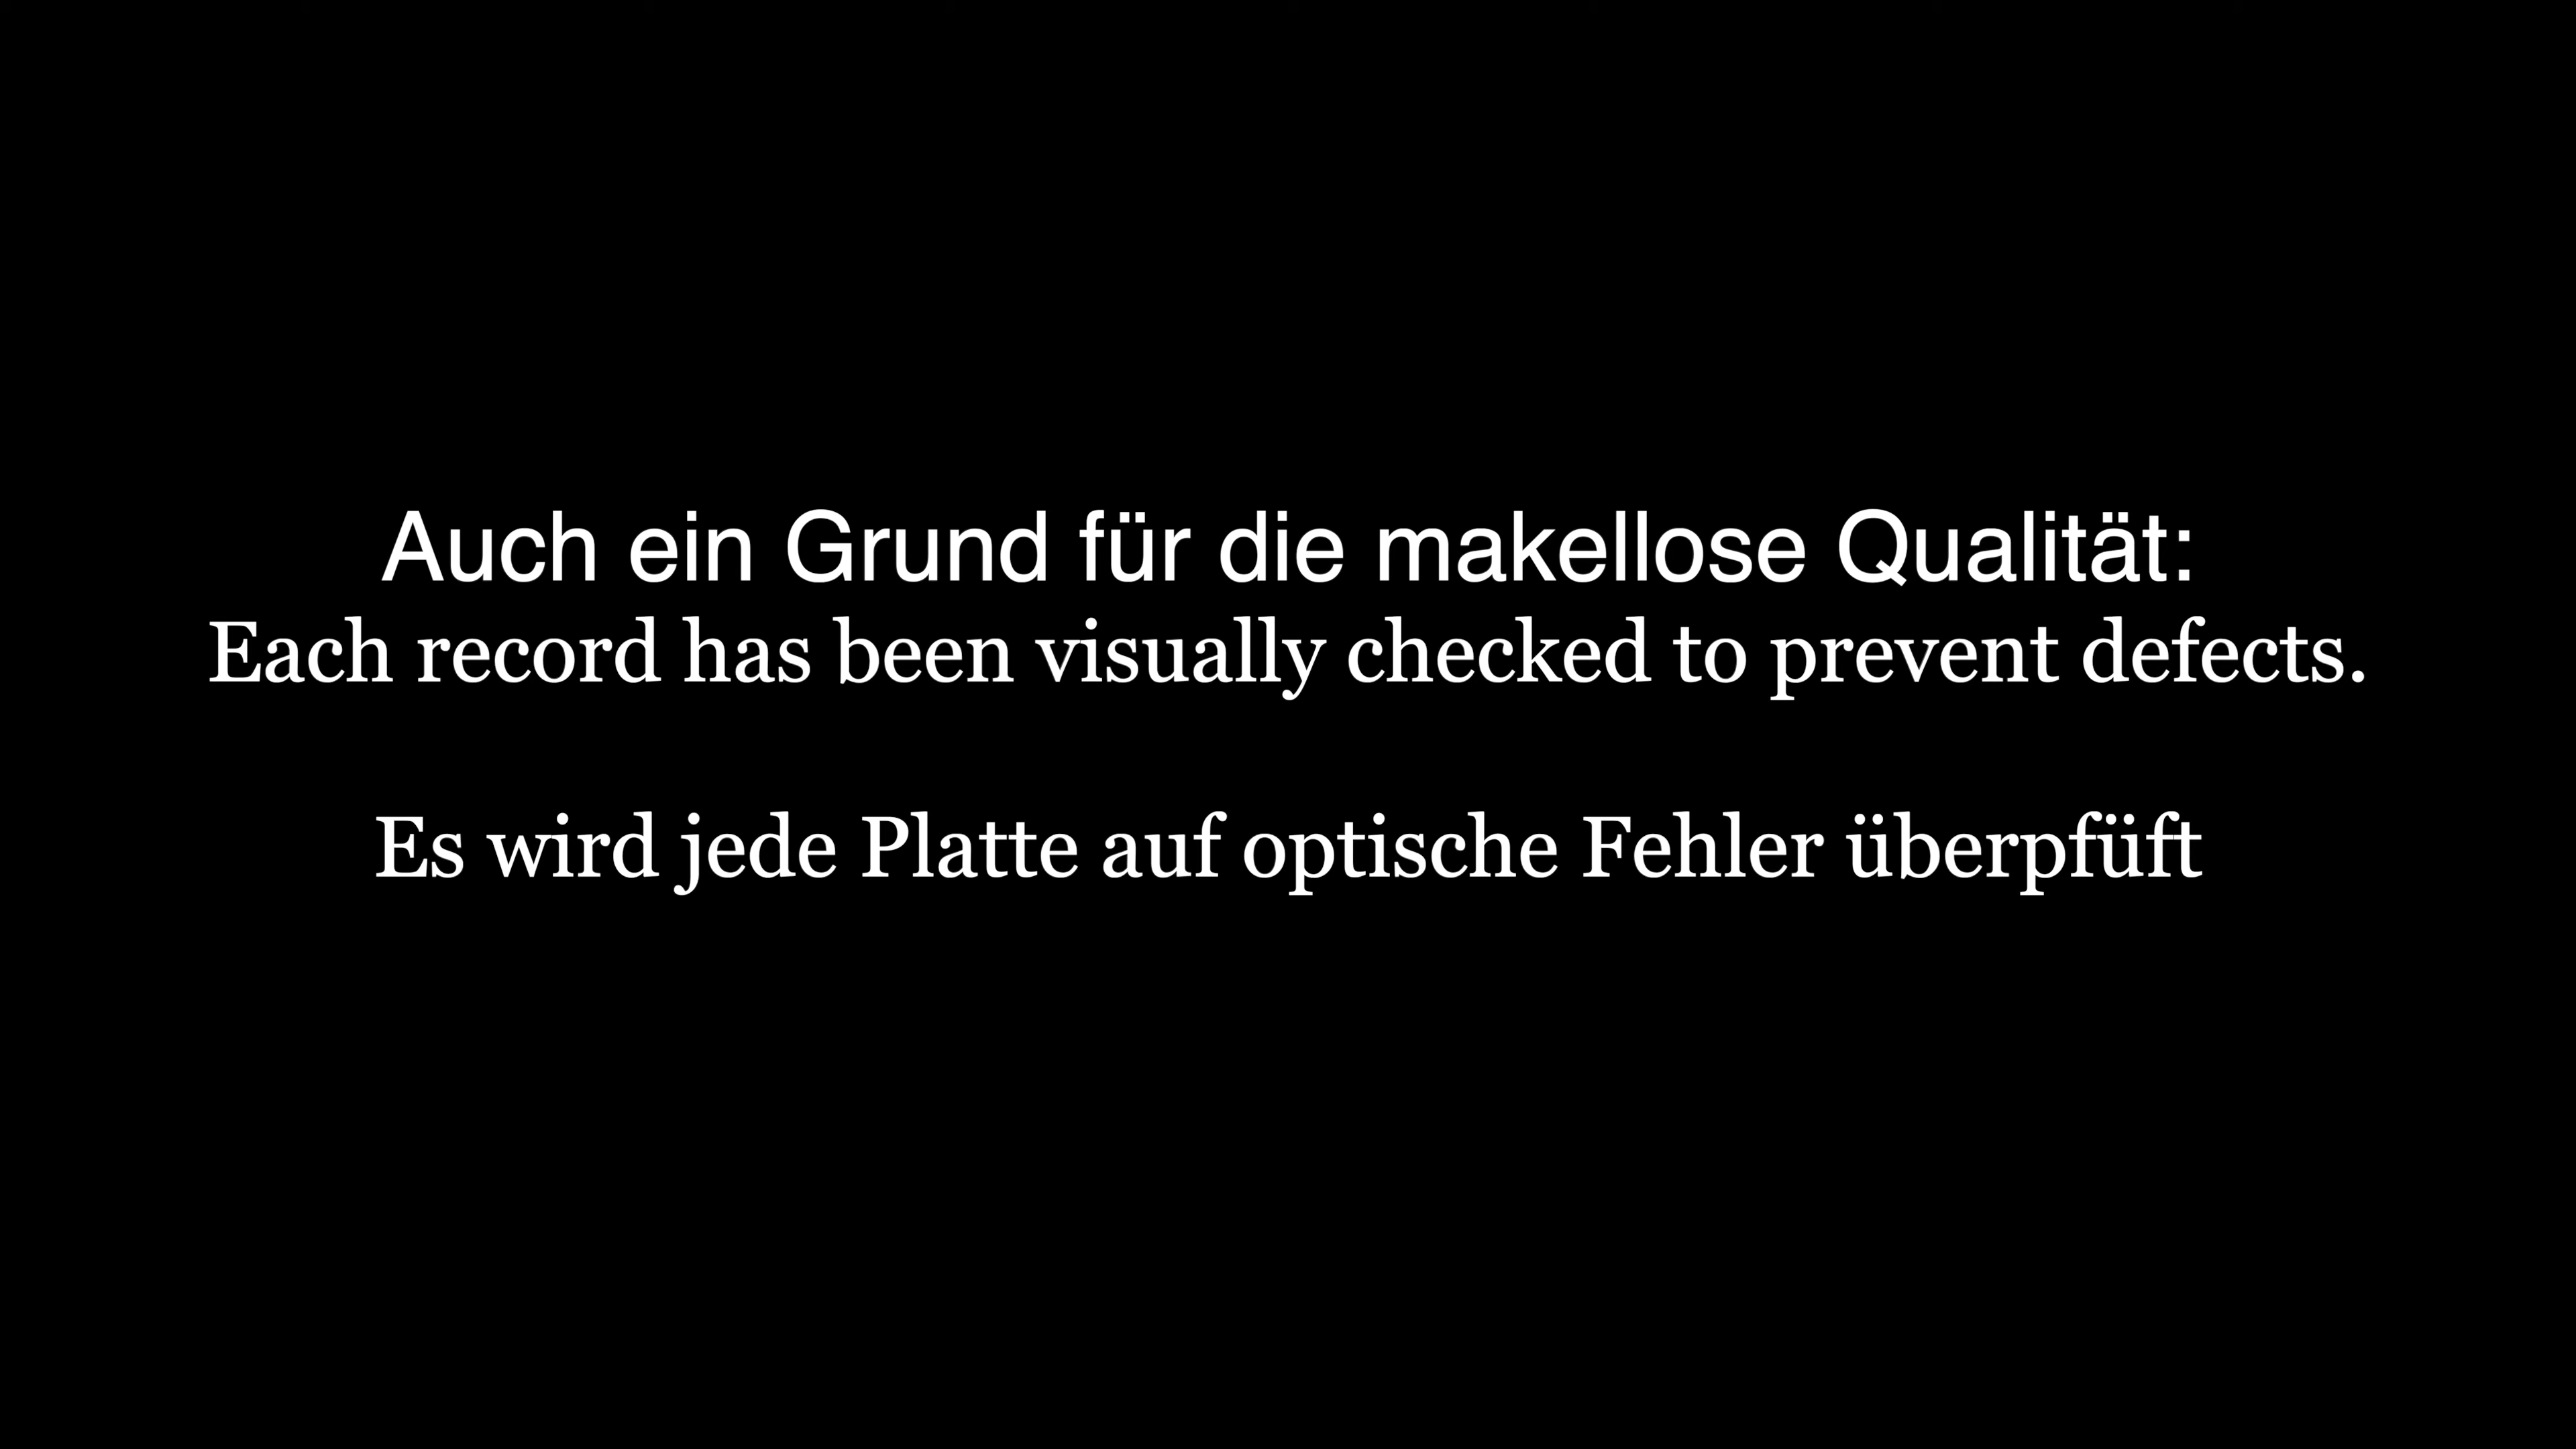 Auch ein Grund für die makellose Qualität:
Each record has been visually checked to prevent defects.
Es wird jede Platte auf optische Fehler überpfüft